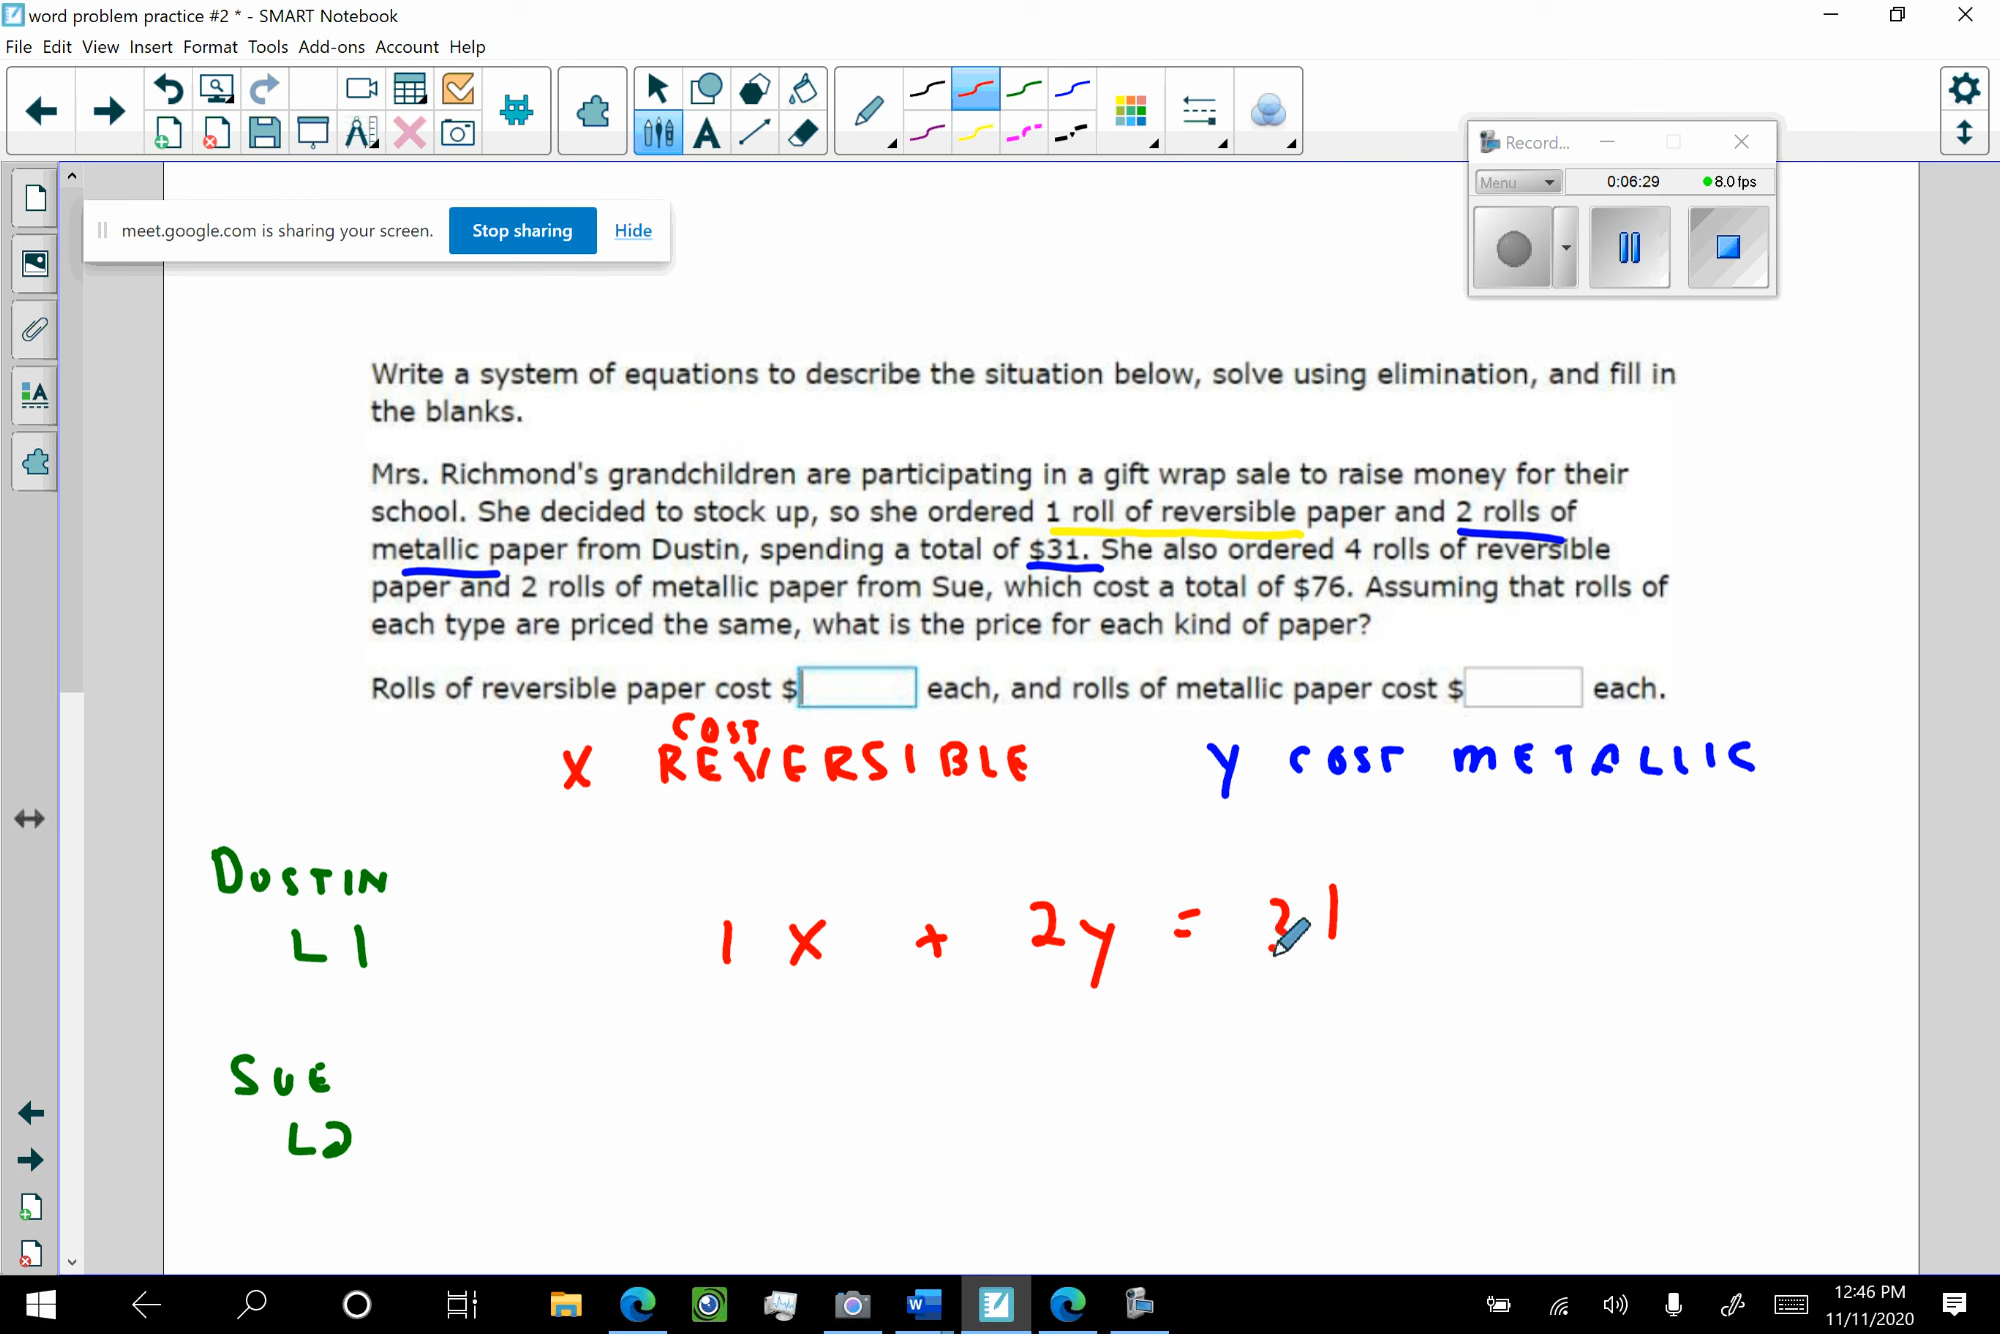 word problem practice #2 * - SMART Notebook
File Edit View Insert Format Tools Add-ons Account Help
Record...
Menu 0:06:29 8.0 fps
meet.google.com is sharing your screen. Stop sharing Hide
Write a system of equations to describe the situation below, solve using elimination, and fill in
the blanks.
Mrs. Richmond's grandchildren are participating in a gift wrap sale to raise money for their
school. She decided to stock up, so she ordered 1 roll of reversible paper and 2 rolls of
metallic paper from Dustin, spending a total of $31. She also ordered 4 rolls of reversible
paper and 2 rolls of metallic paper from Sue, which cost a total of $76. Assuming that rolls of
each type are priced the same, what is the price for each kind of paper?
Rolls of reversible paper cost $ each, and rolls of metallic paper cost $ each.
COST
X REVERSIBLE Y COST METALLIC
DUSTIN
L1 1 x + 2y = 31
SUE
L2
12:46 PM
11/11/2020